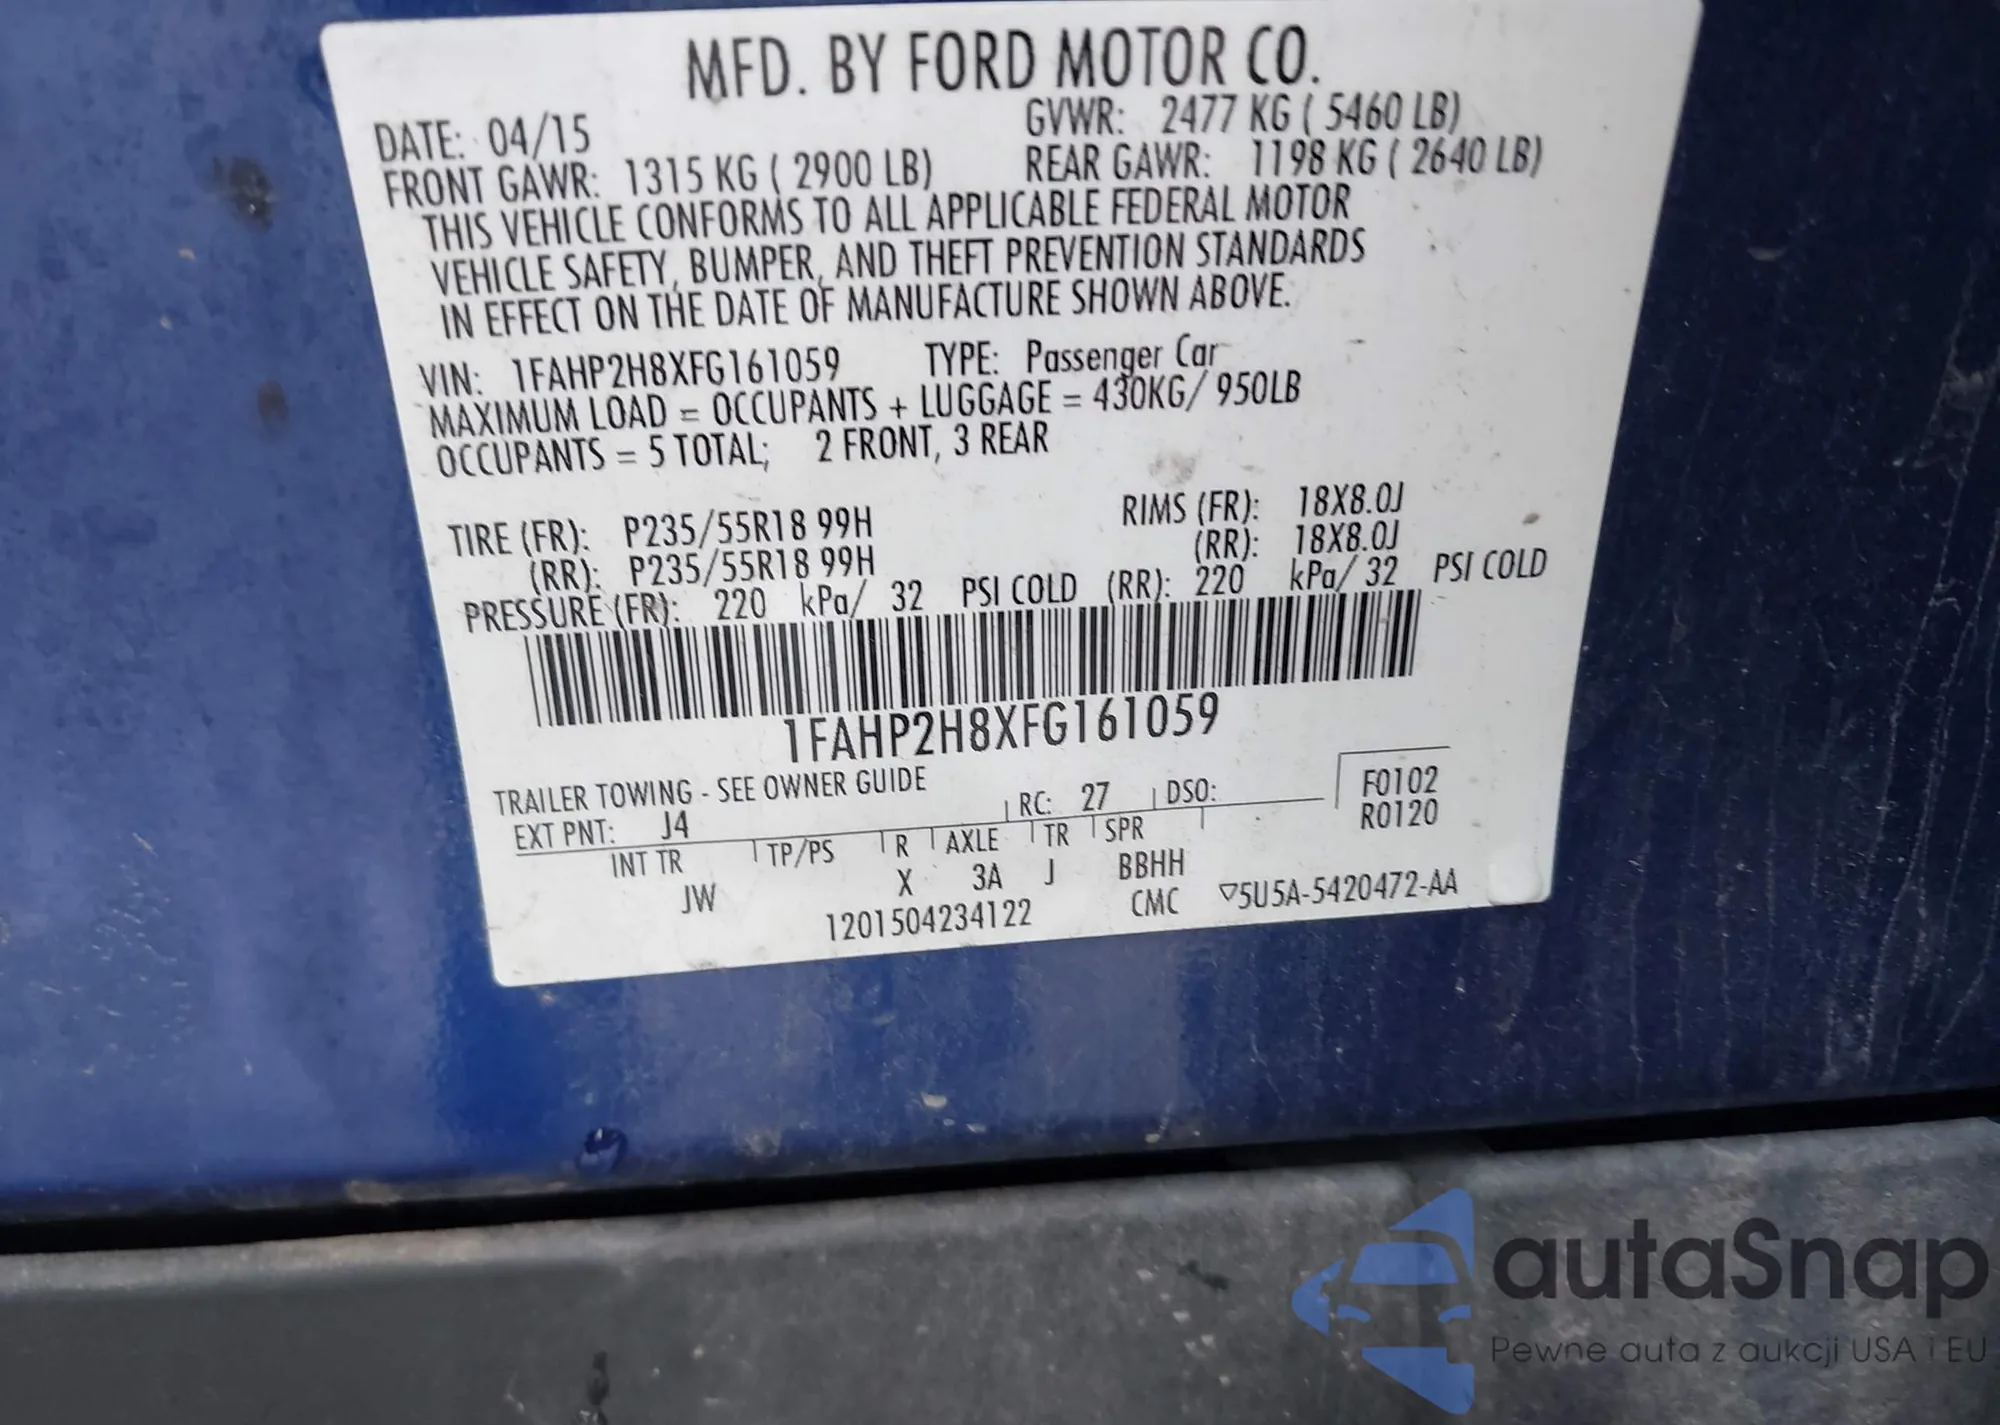 MFD. BY FORD MOTOR CO.
DATE: 04/15 GVWR: 2477 KG ( 5460 LB)
FRONT GAWR: 1315 KG ( 2900 LB) REAR GAWR: 1198 KG ( 2640 LB)
THIS VEHICLE CONFORMS TO ALL APPLICABLE FEDERAL MOTOR
VEHICLE SAFETY, BUMPER, AND THEFT PREVENTION STANDARDS
IN EFFECT ON THE DATE OF MANUFACTURE SHOWN ABOVE.
VIN: 1FAHP2H8XFG161059 TYPE: Passenger Car
MAXIMUM LOAD = OCCUPANTS + LUGGAGE = 430KG/ 950LB
OCCUPANTS = 5 TOTAL; 2 FRONT, 3 REAR
TIRE (FR): P235/55R18 99H RIMS (FR): 18X8.0J
(RR): P235/55R18 99H (RR): 18X8.0J
PRESSURE (FR): 220 kPa/ 32 PSI COLD (RR): 220 kPa/ 32 PSI COLD
1FAHP2H8XFG161059
TRAILER TOWING - SEE OWNER GUIDE
EXT PNT: J4 RC: 27 DSO: F0102
R0120
INT TR TP/PS R AXLE TR SPR
JW X 3A J BBHH
1201504234122 CMC ▽5U5A-5420472-AA
autaSnap
Pewne auta z aukcji USA i EU